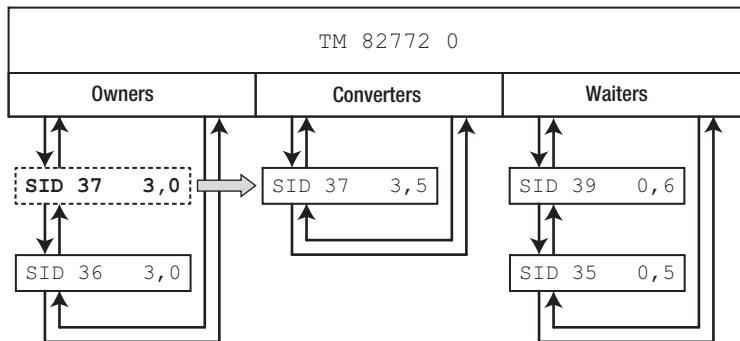 TM 82772 0
Owners Converters Waiters
SID 37 3,0 SID 37 3,5 SID 39 0,6
SID 36 3,0 SID 35 0,5